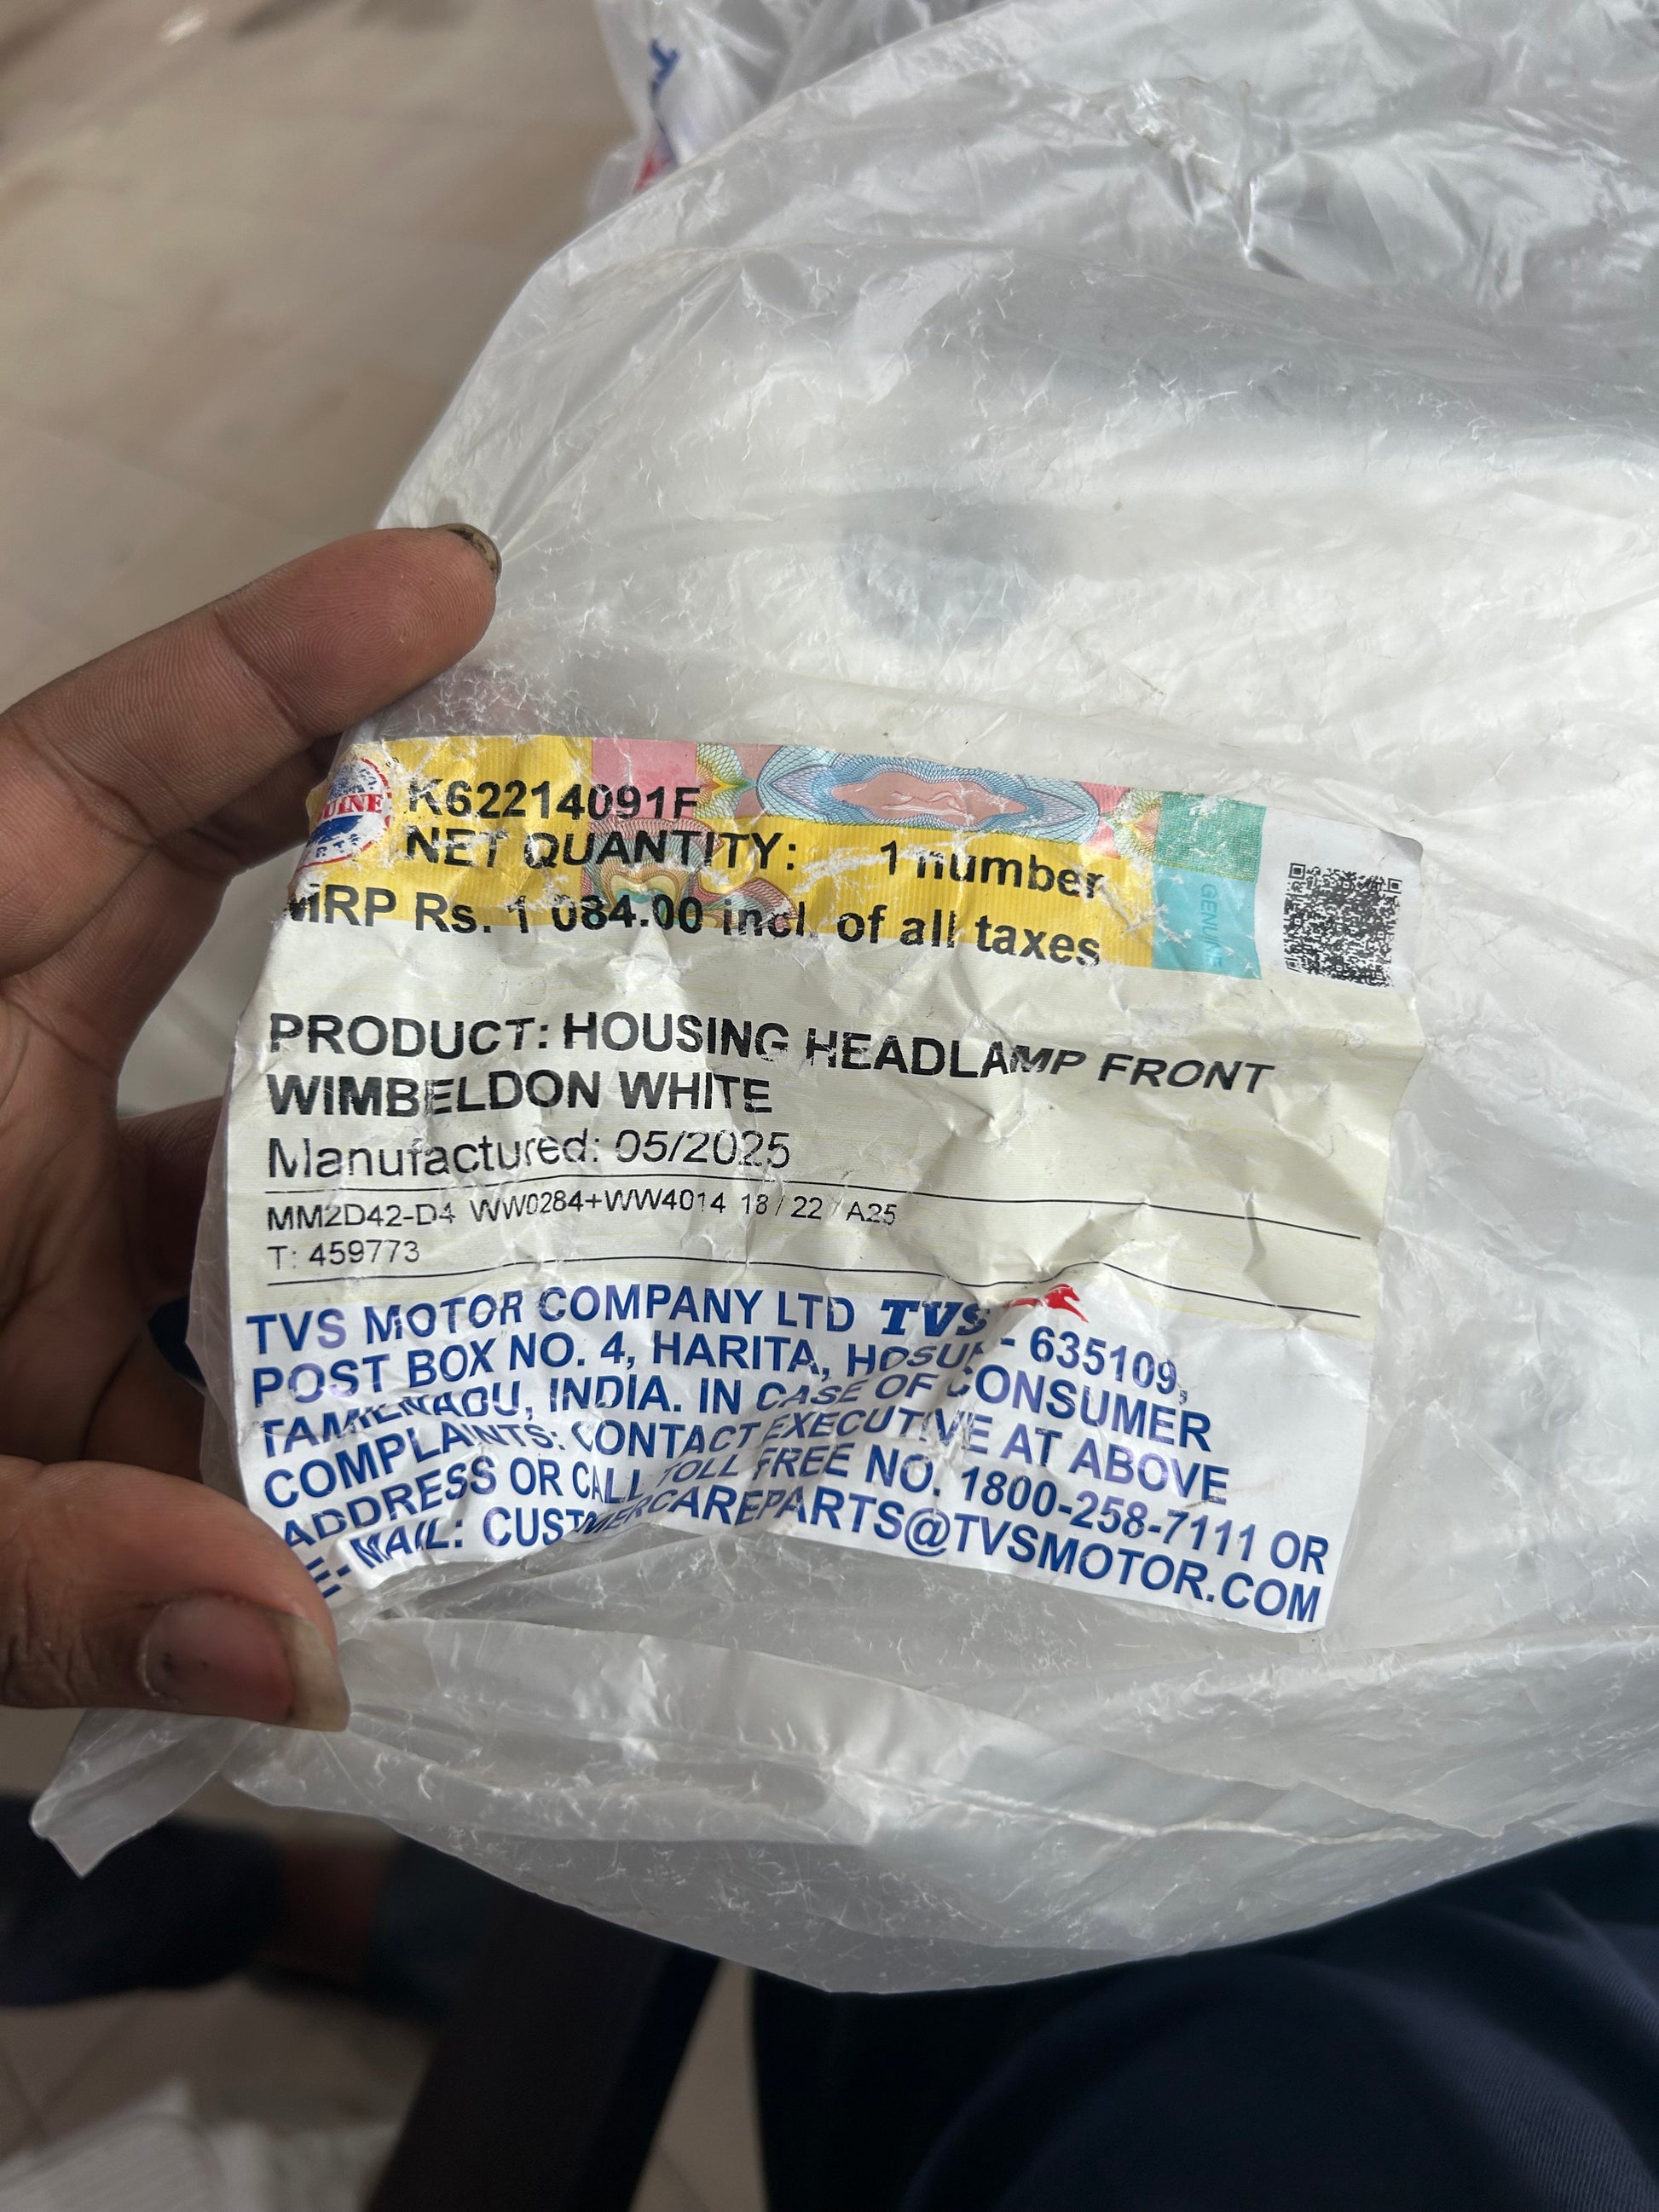 K62214091F
NET QUANTITY: 1 number
MRP Rs. 1 084.00 incl. of all taxes
GENUINE
PRODUCT: HOUSING HEADLAMP FRONT
WIMBELDON WHITE
Manufactured: 05/2025
MM2D42-D4 WW0284+WW4014 18 / 22 / A25
T: 459773
TVS MOTOR COMPANY LTD TVS
POST BOX NO. 4, HARITA, HOSUR - 635109,
TAMILNADU, INDIA. IN CASE OF CONSUMER
COMPLAINTS: CONTACT EXECUTIVE AT ABOVE
ADDRESS OR CALL TOLL FREE NO. 1800-258-7111 OR
E: MAIL: CUSTMERCAREPARTS@TVSMOTOR.COM